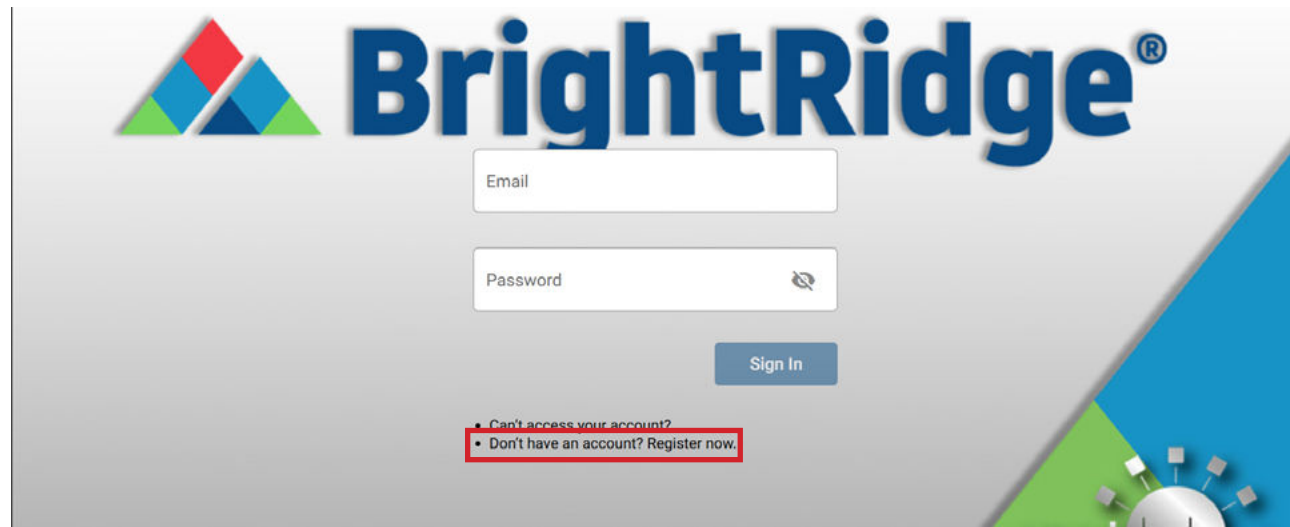 BrightRidge®
Email
Password
Sign In
• Can't access your account?
• Don't have an account? Register now.